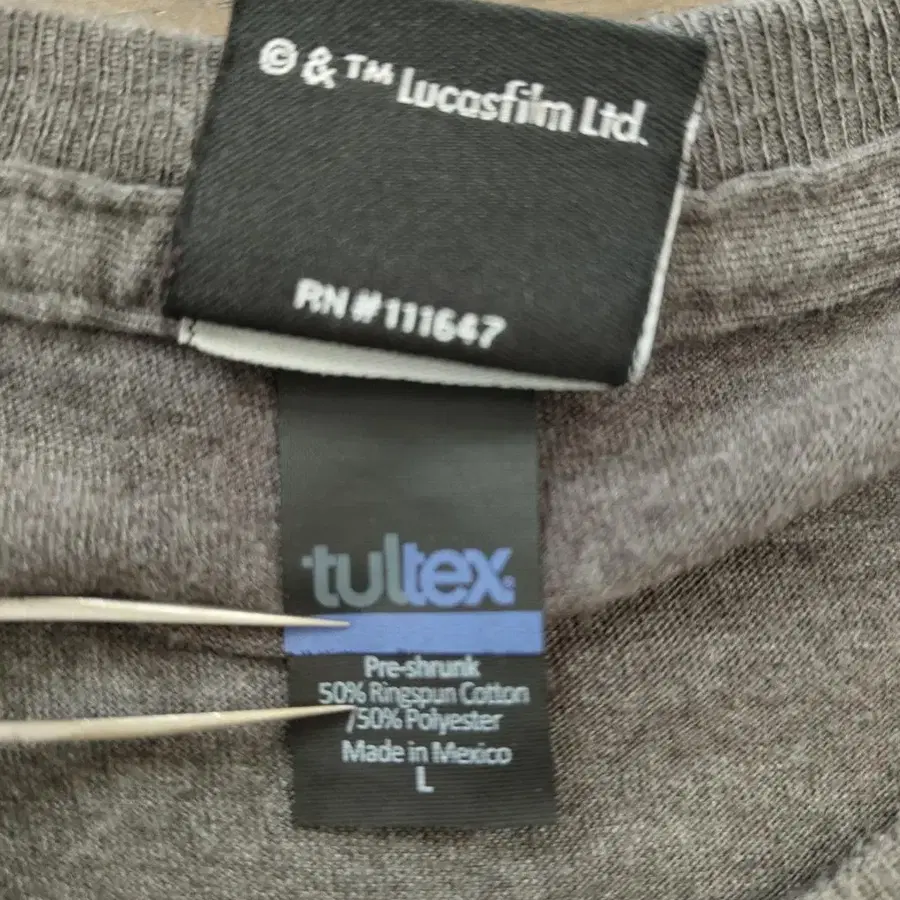 © & ™ Lucasfilm Ltd.
RN #111647
tultex
Pre-shrunk
50% Ringspun Cotton
/50% Polyester
Made in Mexico
L